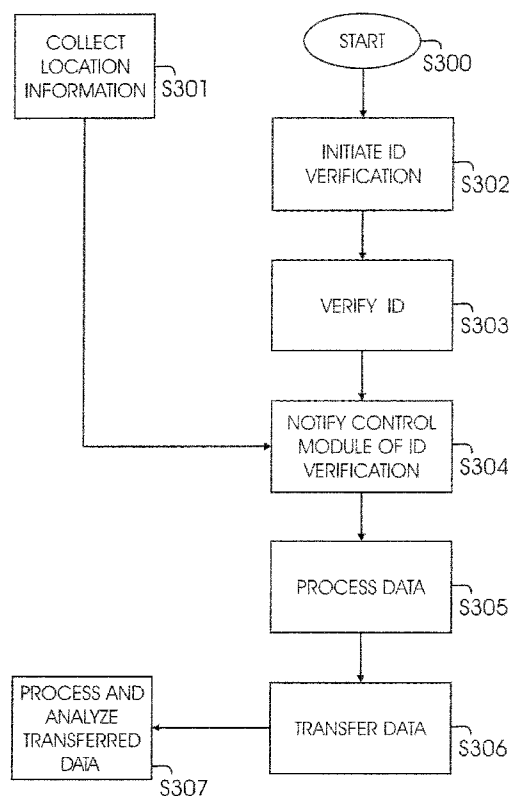 COLLECT
LOCATION
INFORMATION
S301
START
S300
INITIATE ID
VERIFICATION
S302
VERIFY ID
S303
NOTIFY CONTROL
MODULE OF ID
VERIFICATION
S304
PROCESS DATA
S305
PROCESS AND
ANALYZE
TRANSFERRED
DATA
S307
TRANSFER DATA
S306